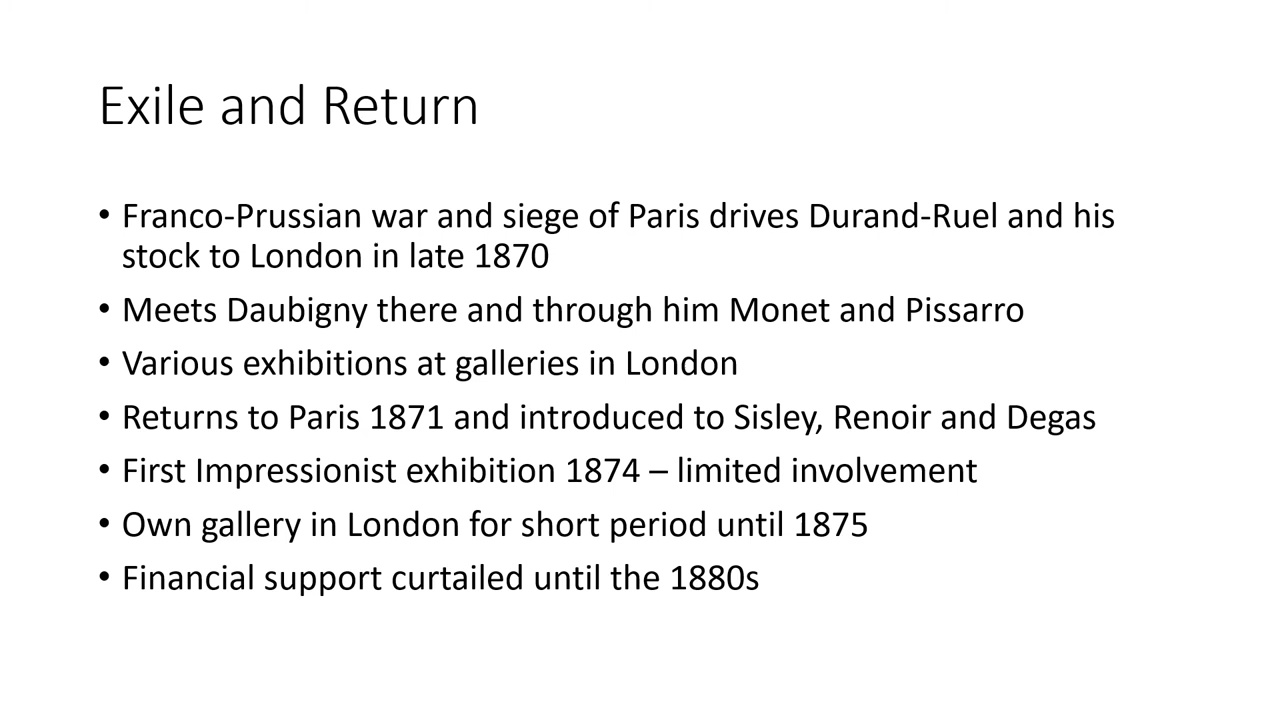 Exile and Return
• Franco-Prussian war and siege of Paris drives Durand-Ruel and his
stock to London in late 1870
• Meets Daubigny there and through him Monet and Pissarro
• Various exhibitions at galleries in London
• Returns to Paris 1871 and introduced to Sisley, Renoir and Degas
• First Impressionist exhibition 1874 – limited involvement
• Own gallery in London for short period until 1875
• Financial support curtailed until the 1880s